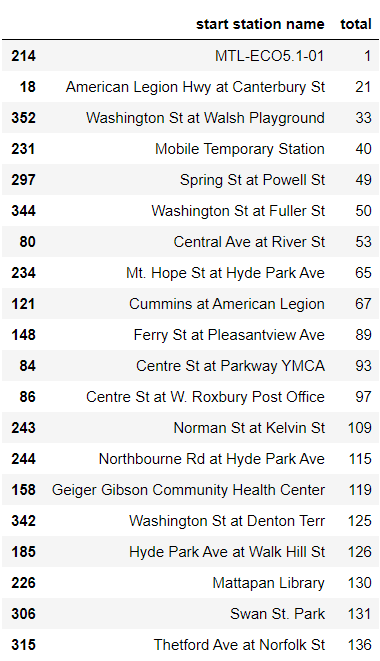 start station name total
214 MTL-ECO5.1-01 1
18 American Legion Hwy at Canterbury St 21
352 Washington St at Walsh Playground 33
231 Mobile Temporary Station 40
297 Spring St at Powell St 49
344 Washington St at Fuller St 50
80 Central Ave at River St 53
234 Mt. Hope St at Hyde Park Ave 65
121 Cummins at American Legion 67
148 Ferry St at Pleasantview Ave 89
84 Centre St at Parkway YMCA 93
86 Centre St at W. Roxbury Post Office 97
243 Norman St at Kelvin St 109
244 Northbourne Rd at Hyde Park Ave 115
158 Geiger Gibson Community Health Center 119
342 Washington St at Denton Terr 125
185 Hyde Park Ave at Walk Hill St 126
226 Mattapan Library 130
306 Swan St. Park 131
315 Thetford Ave at Norfolk St 136